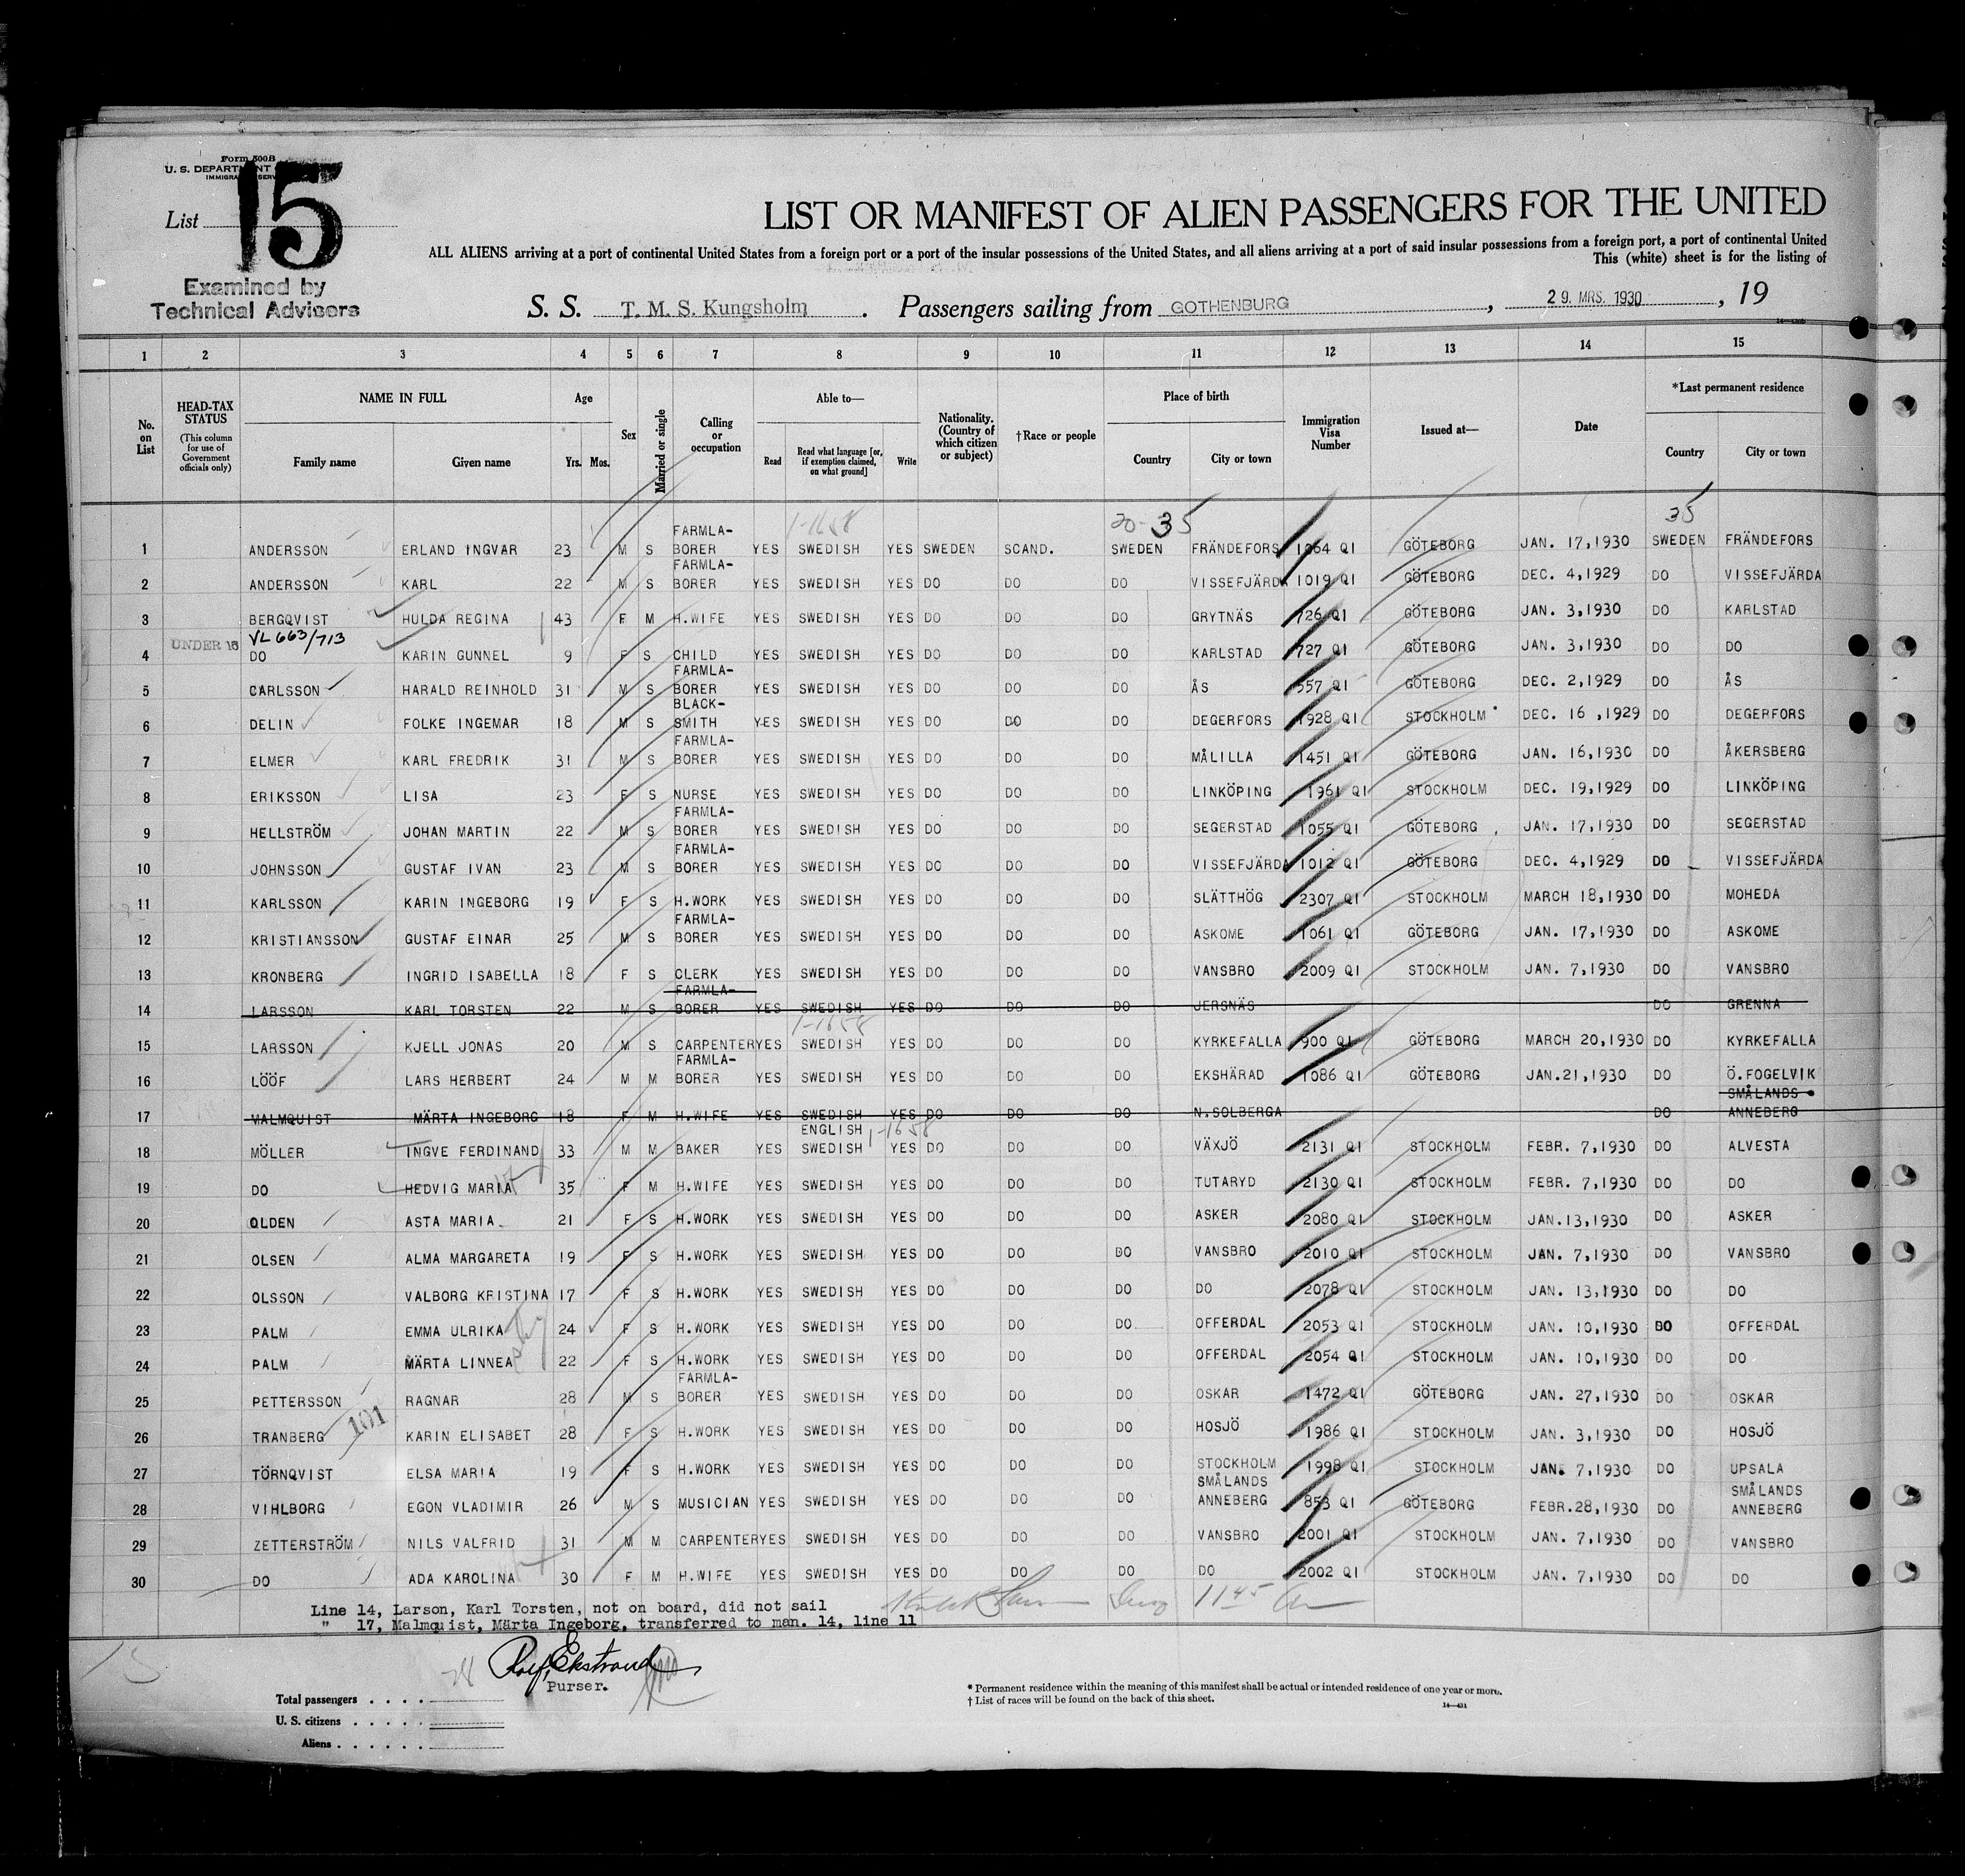 Form 500B
U. S. DEPARTMENT
List 15
Examined by
Technical Advisers
LIST OR MANIFEST OF ALIEN PASSENGERS FOR THE UNITED
ALL ALIENS arriving at a port of continental United States from a foreign port or a port of the insular possessions of the United States, and all aliens arriving at a port of said insular possessions from a foreign port, a port of continental United
This (white) sheet is for the listing of
S. S. T. M. S. Kungsholm . Passengers sailing from GOTHENBURG , 29. MRS. 1930 , 19
1 2 3 4 5 6 7 8 9 10 11 12 13 14 15
No. on List
HEAD-TAX STATUS (This column for use of Government officials only)
NAME IN FULL Family name Given name
Age Yrs. Mos.
Sex
Married or single
Calling or occupation
Able to— Read Read what language [or, if exemption claimed, on what ground] Write
Nationality. (Country of which citizen or subject)
†Race or people
Place of birth Country City or town
Immigration Visa Number
Issued at—
Date
*Last permanent residence Country City or town
1-1658 20-35 35
1 ANDERSSON ERLAND INGVAR 23 M S FARMLA-BORER YES SWEDISH YES SWEDEN SCAND. SWEDEN FRÄNDEFORS 1064 QI GÖTEBORG JAN. 17,1930 SWEDEN FRÄNDEFORS
2 ANDERSSON KARL 22 M S FARMLA-BORER YES SWEDISH YES DO DO DO VISSEFJÄRDA 1019 QI GÖTEBORG DEC. 4,1929 DO VISSEFJÄRDA
3 BERGQVIST HULDA REGINA 43 F M H.WIFE YES SWEDISH YES DO DO DO GRYTNÄS 726 QI GÖTEBORG JAN. 3,1930 DO KARLSTAD
VL 663/713
4 UNDER 16 DO KARIN GUNNEL 9 F S CHILD YES SWEDISH YES DO DO DO KARLSTAD 727 QI GÖTEBORG JAN. 3,1930 DO DO
5 CARLSSON HARALD REINHOLD 31 M S FARMLA-BORER YES SWEDISH YES DO DO DO ÅS 557 QI GÖTEBORG DEC. 2,1929 DO ÅS
6 DELIN FOLKE INGEMAR 18 M S BLACK-SMITH YES SWEDISH YES DO DO DO DEGERFORS 1928 QI STOCKHOLM DEC. 16 ,1929 DO DEGERFORS
7 ELMER KARL FREDRIK 31 M S FARMLA-BORER YES SWEDISH YES DO DO DO MÅLILLA 1451 QI GÖTEBORG JAN. 16,1930 DO ÅKERSBERG
8 ERIKSSON LISA 23 F S NURSE YES SWEDISH YES DO DO DO LINKÖPING 1961 QI STOCKHOLM DEC. 19,1929 DO LINKÖPING
9 HELLSTRÖM JOHAN MARTIN 22 M S FARMLA-BORER YES SWEDISH YES DO DO DO SEGERSTAD 1055 QI GÖTEBORG JAN. 17,1930 DO SEGERSTAD
10 JOHNSSON GUSTAF IVAN 23 M S FARMLA-BORER YES SWEDISH YES DO DO DO VISSEFJÄRDA 1012 QI GÖTEBORG DEC. 4,1929 DO VISSEFJÄRDA
11 KARLSSON KARIN INGEBORG 19 F S H.WORK YES SWEDISH YES DO DO DO SLÄTTHÖG 2307 QI STOCKHOLM MARCH 18,1930 DO MOHEDA
12 KRISTIANSSON GUSTAF EINAR 25 M S FARMLA-BORER YES SWEDISH YES DO DO DO ASKOME 1061 QI GÖTEBORG JAN. 17,1930 DO ASKOME
13 KRONBERG INGRID ISABELLA 18 F S CLERK YES SWEDISH YES DO DO DO VANSBRO 2009 QI STOCKHOLM JAN. 7,1930 DO VANSBRO
14 LARSSON KARL TORSTEN 22 M S FARMLA-BORER YES SWEDISH YES DO DO DO JERSNÄS DO GRENNA
1-1658
15 LARSSON KJELL JONAS 20 M S CARPENTER YES SWEDISH YES DO DO DO KYRKEFALLA 900 QI GÖTEBORG MARCH 20,1930 DO KYRKEFALLA
16 LÖÖF LARS HERBERT 24 M M FARMLA-BORER YES SWEDISH YES DO DO DO EKSHÄRAD 1086 QI GÖTEBORG JAN.21,1930 DO Ö.FOGELVIK
17 MALMQUIST MÄRTA INGEBORG 18 F M H.WIFE YES SWEDISH YES DO DO DO N.SOLBERGA DO SMÅLANDS ANNEBERG
18 MÖLLER INGVE FERDINAND 33 M M BAKER YES ENGLISH SWEDISH 1-1658 YES DO DO DO VÄXJÖ 2131 QI STOCKHOLM FEBR. 7,1930 DO ALVESTA
19 DO HEDVIG MARIA 35 F M H.WIFE YES SWEDISH YES DO DO DO TUTARYD 2130 QI STOCKHOLM FEBR. 7,1930 DO DO
20 OLDEN ASTA MARIA 21 F S H.WORK YES SWEDISH YES DO DO DO ASKER 2080 QI STOCKHOLM JAN.13,1930 DO ASKER
21 OLSEN ALMA MARGARETA 19 F S H.WORK YES SWEDISH YES DO DO DO VANSBRO 2010 QI STOCKHOLM JAN. 7,1930 DO VANSBRO
22 OLSSON VALBORG KRISTINA 17 F S H.WORK YES SWEDISH YES DO DO DO DO 2078 QI STOCKHOLM JAN. 13,1930 DO DO
23 PALM EMMA ULRIKA 24 F S H.WORK YES SWEDISH YES DO DO DO OFFERDAL 2053 QI STOCKHOLM JAN. 10,1930 DO OFFERDAL
24 PALM MÄRTA LINNEA 22 F S H.WORK YES SWEDISH YES DO DO DO OFFERDAL 2054 QI STOCKHOLM JAN. 10,1930 DO DO
25 PETTERSSON RAGNAR 28 M S FARMLA-BORER YES SWEDISH YES DO DO DO OSKAR 1472 QI GÖTEBORG JAN. 27,1930 DO OSKAR
101
26 TRANBERG KARIN ELISABET 28 F S H.WORK YES SWEDISH YES DO DO DO HOSJÖ 1986 QI STOCKHOLM JAN. 3,1930 DO HOSJÖ
27 TÖRNQVIST ELSA MARIA 19 F S H.WORK YES SWEDISH YES DO DO DO STOCKHOLM 1998 QI STOCKHOLM JAN. 7,1930 DO UPSALA
28 VIHLBORG EGON VLADIMIR 26 M S MUSICIAN YES SWEDISH YES DO DO DO SMÅLANDS ANNEBERG 853 QI GÖTEBORG FEBR.28,1930 DO SMÅLANDS ANNEBERG
29 ZETTERSTRÖM NILS VALFRID 31 M M CARPENTER YES SWEDISH YES DO DO DO VANSBRO 2001 QI STOCKHOLM JAN. 7,1930 DO VANSBRO
30 DO ADA KAROLINA 30 F M H.WIFE YES SWEDISH YES DO DO DO DO 2002 QI STOCKHOLM JAN. 7,1930 DO DO
Line 14, Larson, Karl Torsten, not on board, did not sail
" 17, Malmquist, Märta Ingeborg, transferred to man. 14, line 11
Rolf Ekstrand
Purser.
Total passengers . . . .
U. S. citizens . . . . .
Aliens . . . . . .
* Permanent residence within the meaning of this manifest shall be actual or intended residence of one year or more.
† List of races will be found on the back of this sheet.
14—431